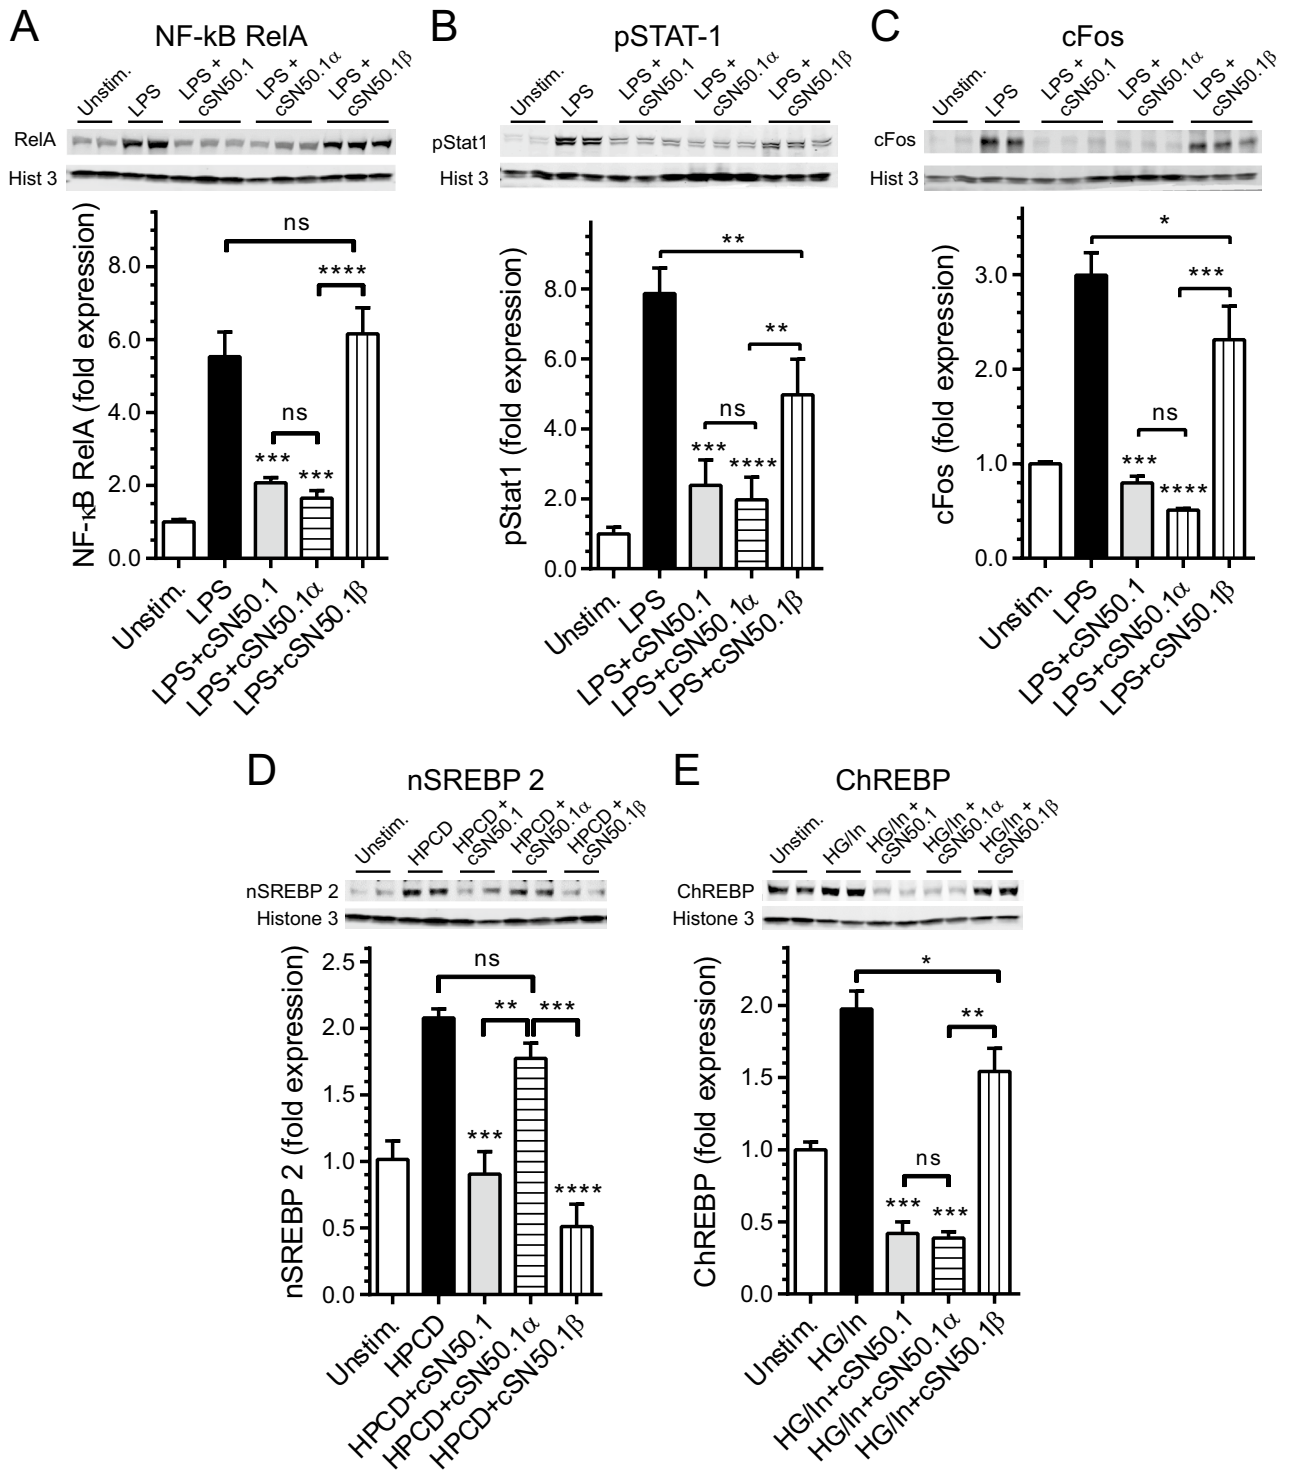 A
NF-kB RelA
Unstim.
LPS
LPS +
cSN50.1
LPS +
cSN50.1α
LPS +
cSN50.1β
RelA
Hist 3
NF-κB RelA (fold expression)
8.0
6.0
4.0
2.0
0.0
ns
****
ns
***
***
Unstim.
LPS
LPS+cSN50.1
LPS+cSN50.1α
LPS+cSN50.1β
B
pSTAT-1
Unstim.
LPS
LPS +
cSN50.1
LPS +
cSN50.1α
LPS +
cSN50.1β
pStat1
Hist 3
pStat1 (fold expression)
8.0
6.0
4.0
2.0
0.0
**
**
ns
***
****
Unstim.
LPS
LPS+cSN50.1
LPS+cSN50.1α
LPS+cSN50.1β
C
cFos
Unstim.
LPS
LPS +
cSN50.1
LPS +
cSN50.1α
LPS +
cSN50.1β
cFos
Hist 3
cFos (fold expression)
3.0
2.0
1.0
0.0
*
***
ns
***
****
Unstim.
LPS
LPS+cSN50.1
LPS+cSN50.1α
LPS+cSN50.1β
D
nSREBP 2
Unstim.
HPCD
HPCD +
cSN50.1
HPCD +
cSN50.1α
HPCD +
cSN50.1β
nSREBP 2
Histone 3
nSREBP 2 (fold expression)
2.5
2.0
1.5
1.0
0.5
0.0
ns
**
***
***
****
Unstim.
HPCD
HPCD+cSN50.1
HPCD+cSN50.1α
HPCD+cSN50.1β
E
ChREBP
Unstim.
HG/In
HG/In +
cSN50.1
HG/In +
cSN50.1α
HG/In +
cSN50.1β
ChREBP
Histone 3
ChREBP (fold expression)
2.0
1.5
1.0
0.5
0.0
*
**
ns
***
***
Unstim.
HG/In
HG/In+cSN50.1
HG/In+cSN50.1α
HG/In+cSN50.1β